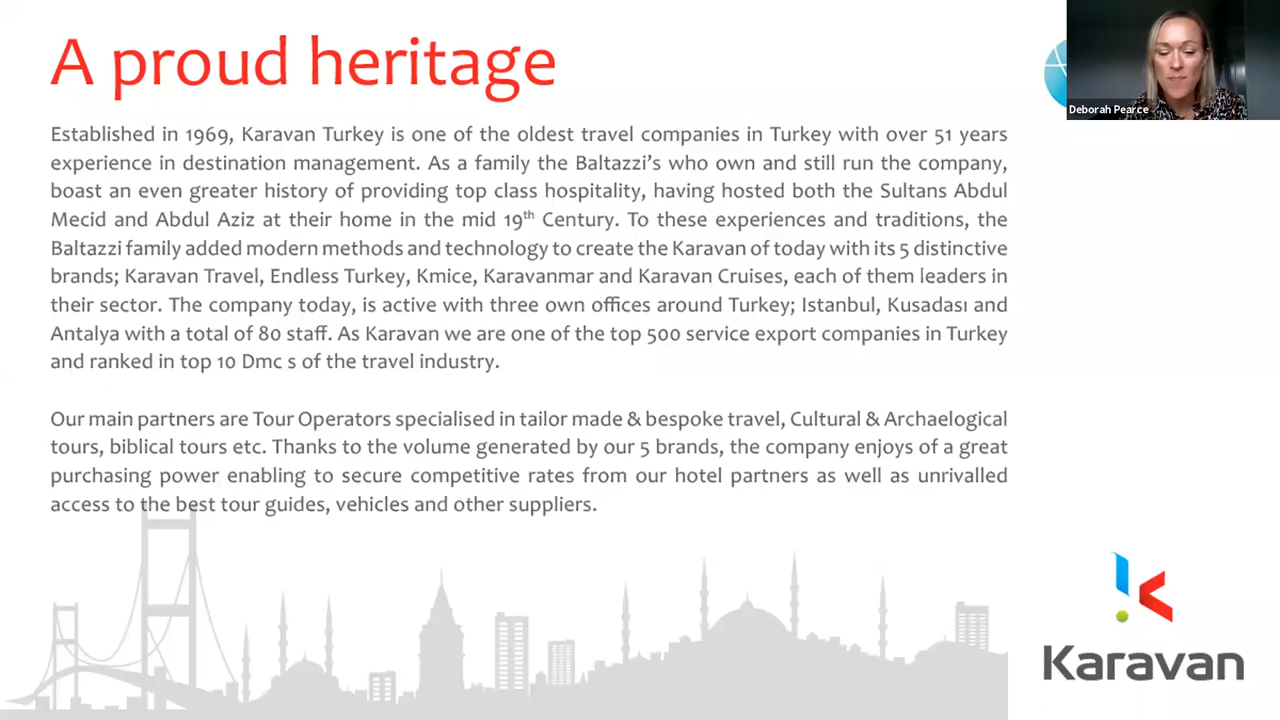 A proud heritage
Deborah Pearce
Established in 1969, Karavan Turkey is one of the oldest travel companies in Turkey with over 51 years
experience in destination management. As a family the Baltazzi's who own and still run the company,
boast an even greater history of providing top class hospitality, having hosted both the Sultans Abdul
Mecid and Abdul Aziz at their home in the mid 19th Century. To these experiences and traditions, the
Baltazzi family added modern methods and technology to create the Karavan of today with its 5 distinctive
brands; Karavan Travel, Endless Turkey, Kmice, Karavanmar and Karavan Cruises, each of them leaders in
their sector. The company today, is active with three own offices around Turkey; Istanbul, Kusadası and
Antalya with a total of 80 staff. As Karavan we are one of the top 500 service export companies in Turkey
and ranked in top 10 Dmc s of the travel industry.
Our main partners are Tour Operators specialised in tailor made & bespoke travel, Cultural & Archaelogical
tours, biblical tours etc. Thanks to the volume generated by our 5 brands, the company enjoys of a great
purchasing power enabling to secure competitive rates from our hotel partners as well as unrivalled
access to the best tour guides, vehicles and other suppliers.
Karavan